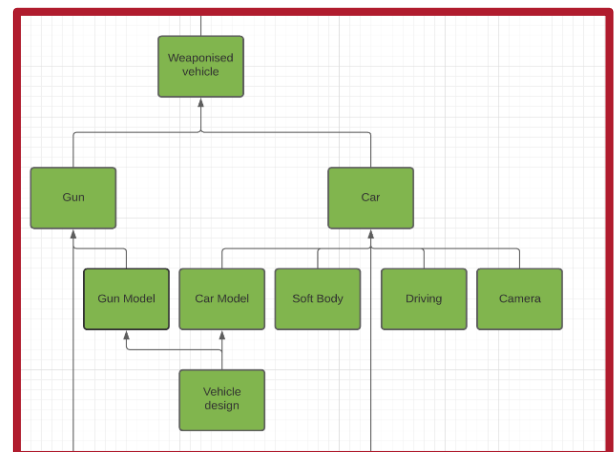 Weaponised
vehicle
Gun
Car
Gun Model
Car Model
Soft Body
Driving
Camera
Vehicle
design